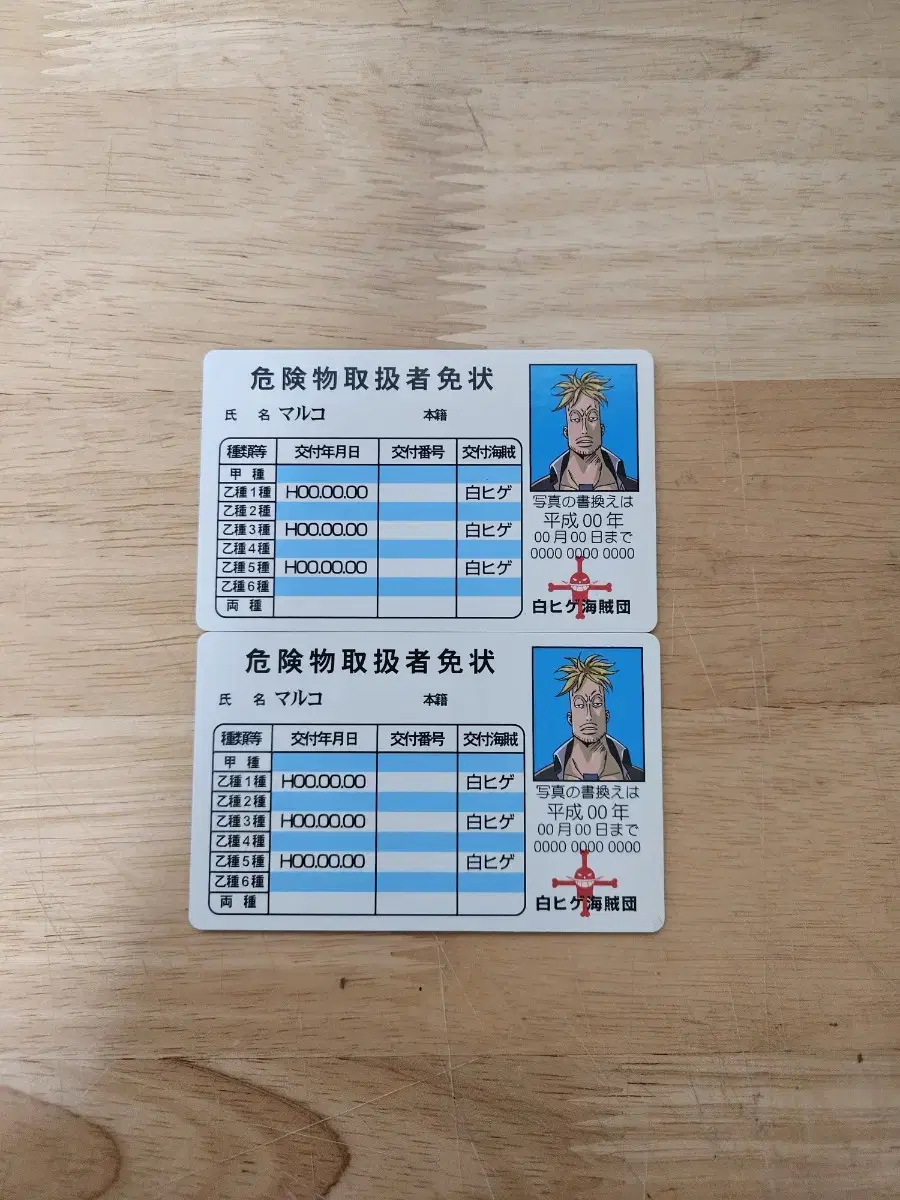 危険物取扱者免状
氏 名 マルコ 本籍
種類等 交付年月日 交付番号 交付海賊
甲 種
乙種1種 H00.00.00 白ヒゲ
乙種2種
乙種3種 H00.00.00 白ヒゲ
乙種4種
乙種5種 H00.00.00 白ヒゲ
乙種6種
両 種
写真の書換えは
平成00年
00月00日まで
0000 0000 0000
白ヒゲ海賊団
危険物取扱者免状
氏 名 マルコ 本籍
種類等 交付年月日 交付番号 交付海賊
甲 種
乙種1種 H00.00.00 白ヒゲ
乙種2種
乙種3種 H00.00.00 白ヒゲ
乙種4種
乙種5種 H00.00.00 白ヒゲ
乙種6種
両 種
写真の書換えは
平成00年
00月00日まで
0000 0000 0000
白ヒゲ海賊団